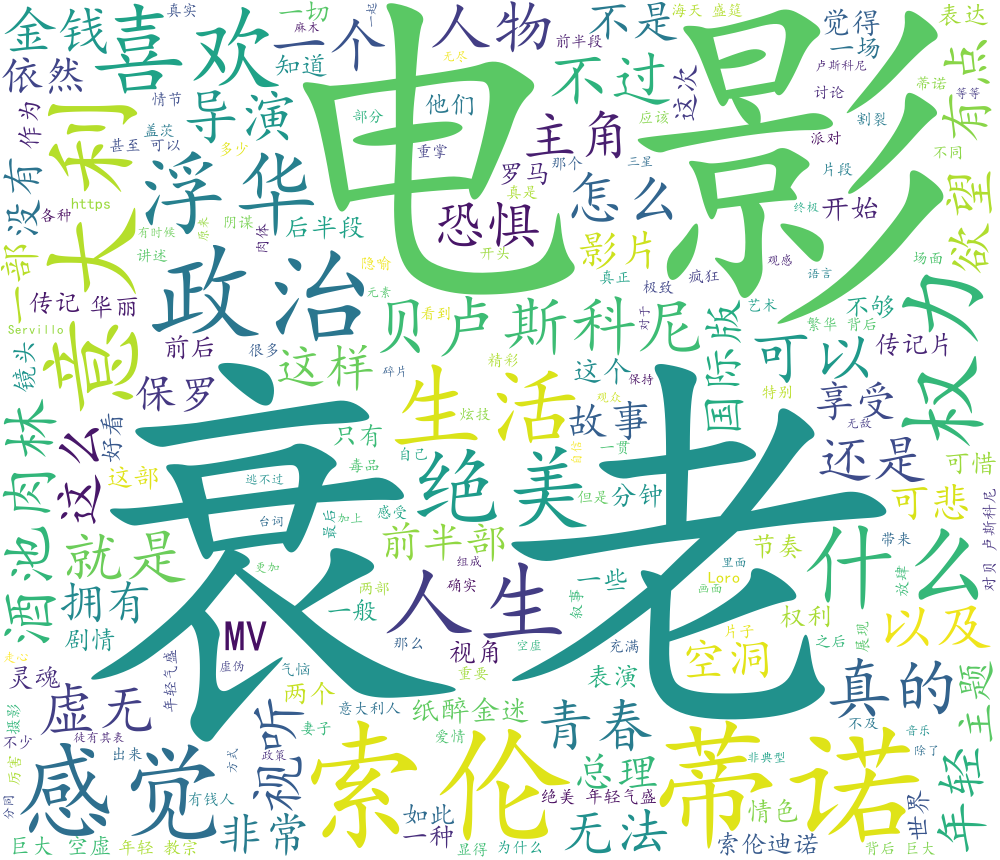 金钱
喜欢
一切
真实
麻木
一个
一起
人物
前半段
不是
海天 盛筵
觉得
一场
表达
依然
知道
导演
电影
无尽
不过
这次
卢斯科尼
讨论
蒂诺
等等
有点
作为
情节
盖茨
甚至 可以
多少
部分
他们
重掌
主角
应该
派对
割裂
不同
没有
意大利
https
浮华
罗马
那个
三星
片段
怎么
开始
终极
欲望
各种
有时候
原来
阴谋
肉体
后半段
恐惧
真是
开头
影片
观感
语言
场面
一部
讲述
隐喻
真正
极致
疯狂
传记 华丽
政治
元素
贝卢斯科尼
看到
对于
国际版
艺术
繁华 背后
不够
权力
Servillo
镜头
前后
很多
这样
碎片
精彩
这个
保持
可以
传记片
保罗
生活
炫技
观众
故事
特别
享受
无敌
酒池肉林
这么
好看
只有
自己
绝美
一贯
还是
可惜
这部
毒品
逃不过
衰老
但是
分钟
可悲
就是
台词
最后
加上
感受
前半部
组成
节奏
什么
带来
放肆
对贝 卢斯科尼
拥有
更加
两部
确实
叙事
一些
里面
画面
Loro
剧情
MV
一般
人生
权利
以及
那么
视角
空虚
充满
片子
之后
展现
灵魂
年轻气盛
虚伪
气恼
重要
空洞
虚无
两个
表演
真的
主题
摄影
不少
徒有其表
妻子
意大利人
纸醉金迷
青春
不及
音乐
厉害
感觉
出来
方式
视听
政策
索伦蒂诺
爱情
总理
非典型
除了
年轻
分同
有钱人
如此
绝美 年轻气盛
情色
世界
巨大 空虚
年轻 教宗
非常
一种
显得
为什么
无法
索伦迪诺
背后 巨大